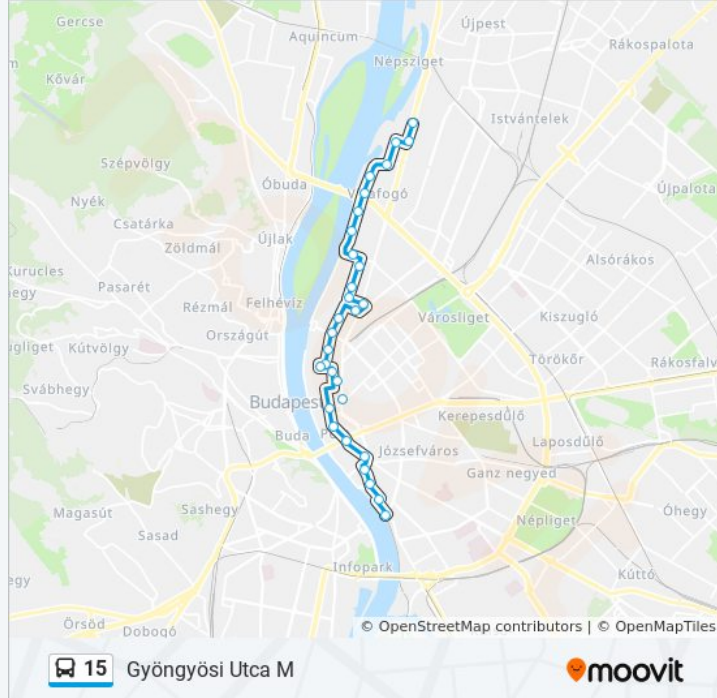 Gercse
Újpest
Aquincum
Rákospalota
Népsziget
Kővár
Istvántelek
Szépvölgy
Óbuda
Újpalota
Nyék
Csatárka
Újlak
Zöldmál
Alsórákos
Kurucles
Pasarét
Felhévíz
Rézmál
Városliget
Kiszugló
Országút
Kútvölgy
Törökőr
Rákosfalv
Svábhegy
Budapest
Kerepesdűlő
Buda
Laposdűlő
Józsefváros
Ganz negyed
Magasút
Sashegy
Óhegy
Népliget
Sasad
Infopark
Kúttó
Örsöd
Dobogó
© OpenStreetMap contributors | © OpenMapTiles
15 Gyöngyösi Utca M
moovit